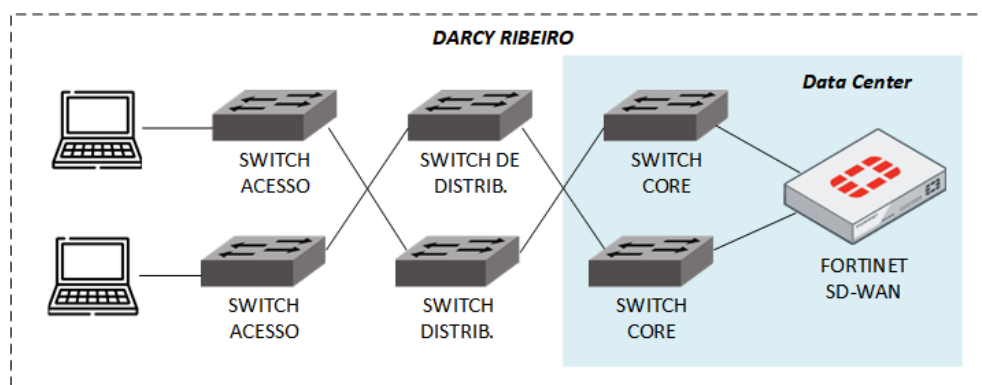 DARCY RIBEIRO
Data Center
SWITCH
ACESSO
SWITCH DE
DISTRIB.
SWITCH
CORE
FORTINET
SD-WAN
SWITCH
ACESSO
SWITCH
DISTRIB.
SWITCH
CORE